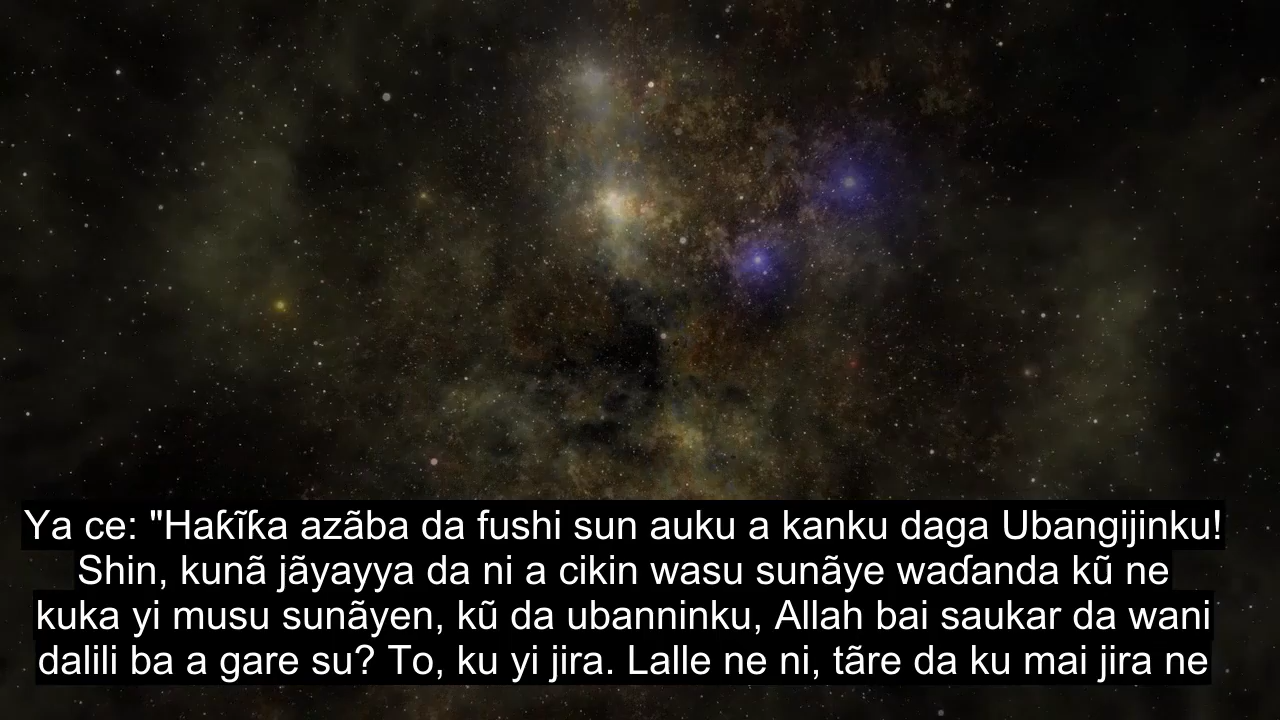 Ya ce: "Haƙĩƙa azãba da fushi sun auku a kanku daga Ubangijinku!
Shin, kunã jãyayya da ni a cikin wasu sunãye waɗanda kũ ne
kuka yi musu sunãyen, kũ da ubanninku, Allah bai saukar da wani
dalili ba a gare su? To, ku yi jira. Lalle ne ni, tãre da ku mai jira ne